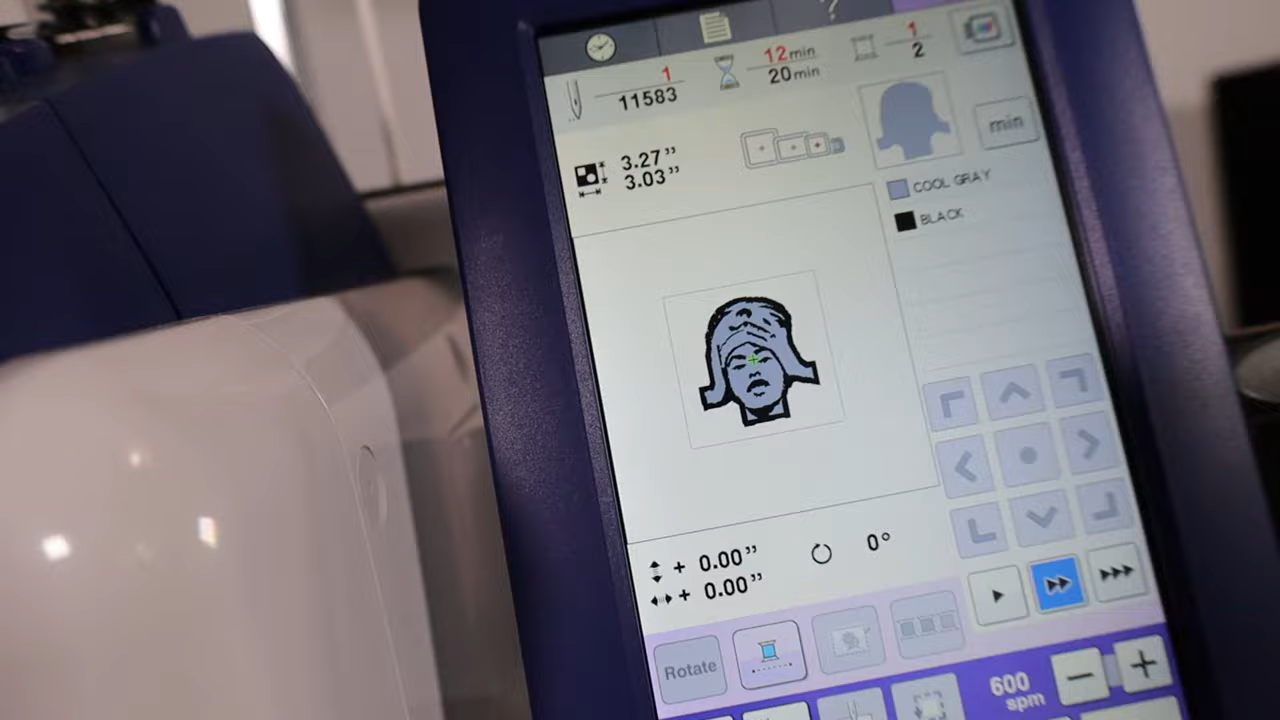 ?
1
11583
12min
20min
1
2
min
3.27"
3.03"
COOL GRAY
BLACK
+ 0.00"
+ 0.00"
0°
Rotate
600
spm